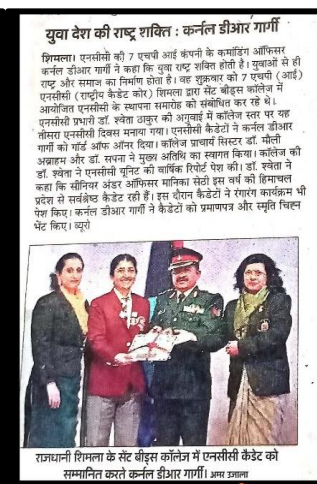 युवा देश की राष्ट्र शक्ति : कर्नल डीआर गार्गी
शिमला। एनसीसी की 7 एचपी आई कंपनी के कमांडिंग ऑफिसर
कर्नल डीआर गार्गी ने कहा कि युवा राष्ट्र शक्ति होती है। युवाओं से ही
राष्ट्र और समाज का निर्माण होता है। वह शुक्रवार को 7 एचपी (आई)
एनसीसी (राष्ट्रीय कैडेट कोर) शिमला द्वारा सेंट बीड्स कॉलेज में
आयोजित एनसीसी के स्थापना समारोह को संबोधित कर रहे थे।
एनसीसी प्रभारी डॉ. श्वेता ठाकुर की अगुवाई में कॉलेज स्तर पर यह
तीसरा एनसीसी दिवस मनाया गया। एनसीसी कैडेटों ने कर्नल डीआर
गार्गी को गॉर्ड ऑफ ऑनर दिया। कॉलेज प्राचार्य सिस्टर डॉ. मौली
अब्राहम और डॉ. सपना ने मुख्य अतिथि का स्वागत किया। कॉलेज की
डॉ. श्वेता ने एनसीसी यूनिट की वार्षिक रिपोर्ट पेश की। डॉ. श्वेता ने
कहा कि सीनियर अंडर ऑफिसर मानिका सेठी इस वर्ष की हिमाचल
प्रदेश से सर्वश्रेष्ठ कैडेट रही हैं। इस दौरान कैडेटों ने रंगारंग कार्यक्रम भी
पेश किए। कर्नल डीआर गार्गी ने कैडेटों को प्रमाणपत्र और स्मृति चिह्न
भेंट किए। ब्यूरो
राजधानी शिमला के सेंट बीड्स कॉलेज में एनसीसी कैडेट को
सम्मानित करते कर्नल डीआर गार्गी। अमर उजाला